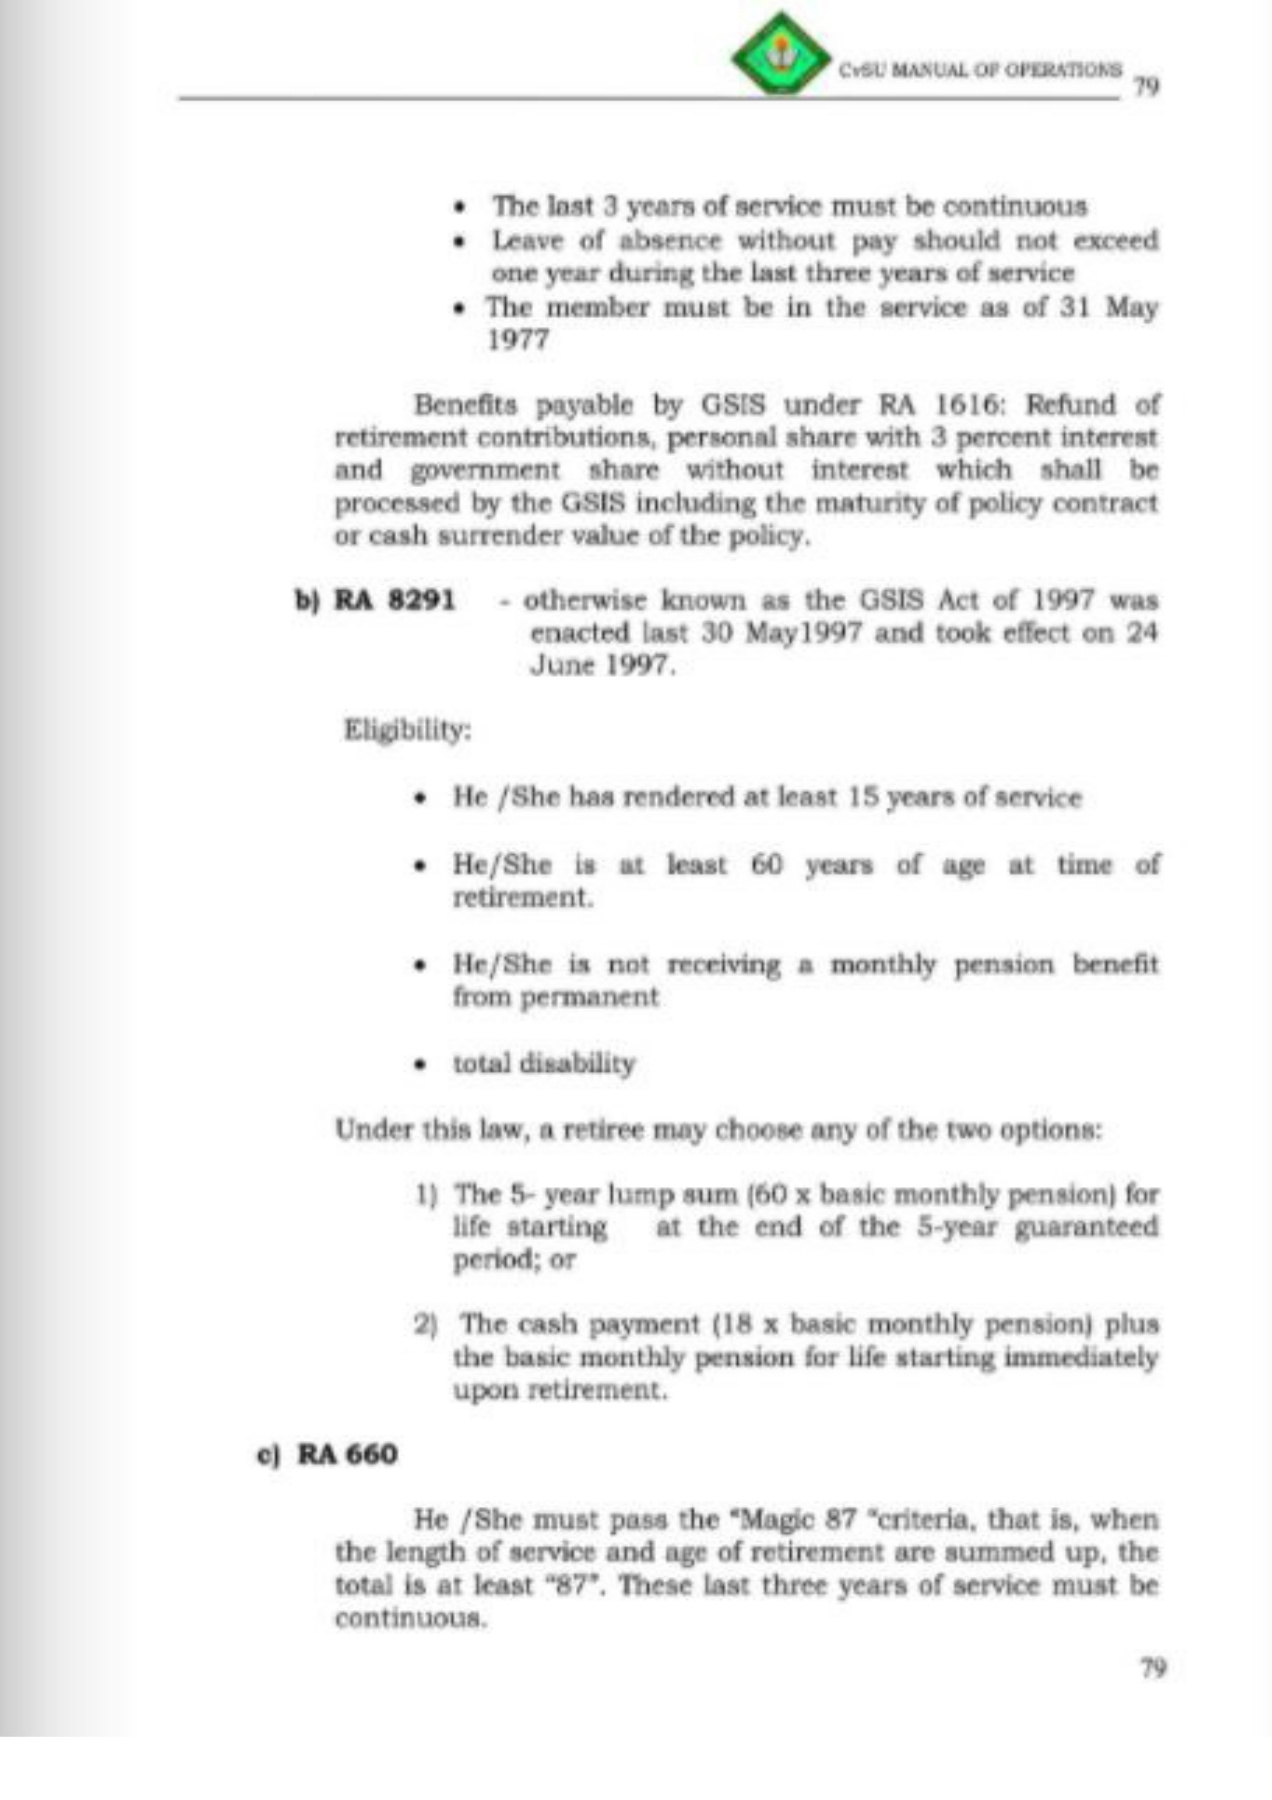 CvSU MANUAL OF OPERATIONS
79
• The last 3 years of service must be continuous
• Leave of absence without pay should not exceed
one year during the last three years of service
• The member must be in the service as of 31 May
1977
Benefits payable by GSIS under RA 1616: Refund of
retirement contributions, personal share with 3 percent interest
and government share without interest which shall be
processed by the GSIS including the maturity of policy contract
or cash surrender value of the policy.
b) RA 8291 - otherwise known as the GSIS Act of 1997 was
enacted last 30 May1997 and took effect on 24
June 1997.
Eligibility:
• He /She has rendered at least 15 years of service
• He/She is at least 60 years of age at time of
retirement.
• He/She is not receiving a monthly pension benefit
from permanent
• total disability
Under this law, a retiree may choose any of the two options:
1) The 5- year lump sum (60 x basic monthly pension) for
life starting at the end of the 5-year guaranteed
period; or
2) The cash payment (18 x basic monthly pension) plus
the basic monthly pension for life starting immediately
upon retirement.
c) RA 660
He /She must pass the “Magic 87 “criteria, that is, when
the length of service and age of retirement are summed up, the
total is at least “87”. These last three years of service must be
continuous.
79